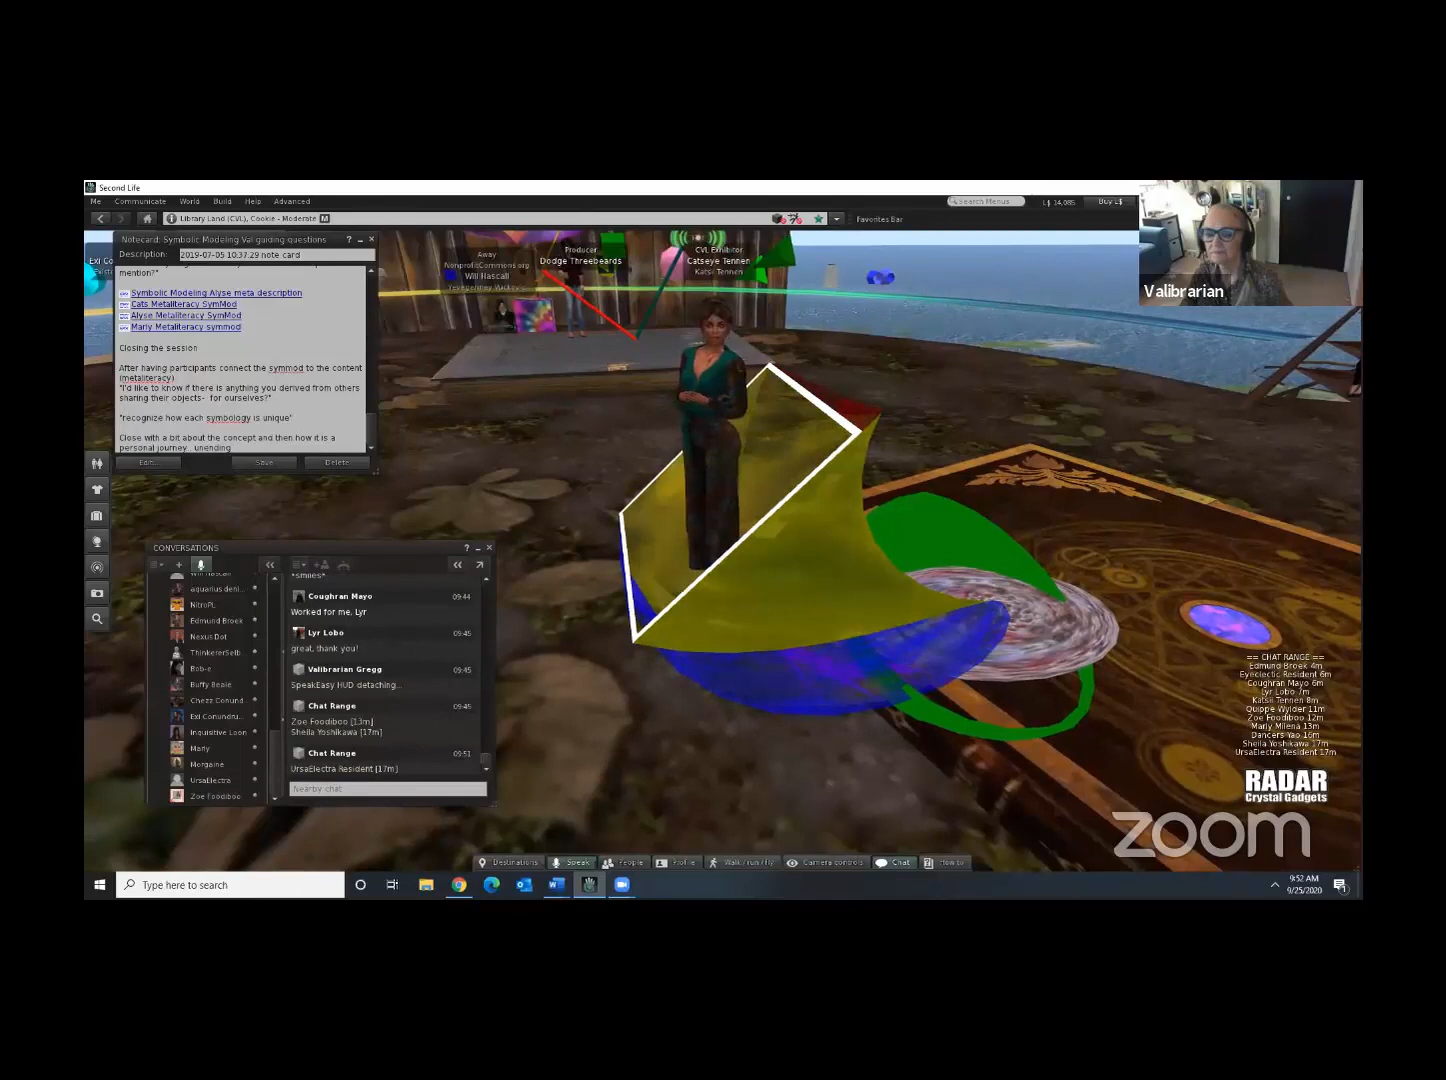 Second Life
Me Communicate World Build Help Advanced
Search Menus
L$ 14,085
Buy L$
Library Land (CVL), Cookie - Moderate M
Favorites Bar
Valibrarian
Notecard: Symbolic Modeling Val guiding questions
Description: 2019-07-05 10:37:29 note card
mention?"
Symbolic Modeling Alyse meta description
Cats Metaliteracy SymMod
Alyse Metaliteracy SymMod
Marly Metaliteracy symmod
Closing the session
After having participants connect the symmod to the content
(metaliteracy)
"I'd like to know if there is anything you derived from others
sharing their objects- for ourselves?"
"recognize how each symbology is unique"
Close with a bit about the concept and then how it is a
personal journey unending
Edit... Save Delete
Away
NonprofitCommons.org
Will Hascall
Producer
Dodge Threebeards
CVL Exhibitor
Catseye Tennen
Katsii Tennen
CONVERSATIONS
Will Hascall
aquarius deni...
NitroPL
Edmund Broek
Nexus Dot
ThinkererSelb...
Bob-e
Buffy Beale
Chezz Conund
Exi Conundru...
Inquisitive Loon
Marly
Morgaine
UrsaElectra
Zoe Foodiboo
*smiles*
Coughran Mayo 09:44
Worked for me, Lyr
Lyr Lobo 09:45
great, thank you!
Valibrarian Gregg 09:45
SpeakEasy HUD detaching...
Chat Range 09:45
Zoe Foodiboo [13m]
Sheila Yoshikawa [17m]
Chat Range 09:51
UrsaElectra Resident [17m]
Nearby chat
== CHAT RANGE ==
Edmund Broek 4m
Eyeclectic Resident 6m
Coughran Mayo 6m
Lyr Lobo 7m
Katsii Tennen 8m
Quippe Wylder 11m
Zoe Foodiboo 12m
Marly Milena 13m
Dancers Yao 16m
Sheila Yoshikawa 17m
UrsaElectra Resident 17m
RADAR
Crystal Gadgets
zoom
Destinations Speak People Profile Walk / run / fly Camera controls Chat How to
Type here to search
9:52 AM
9/25/2020